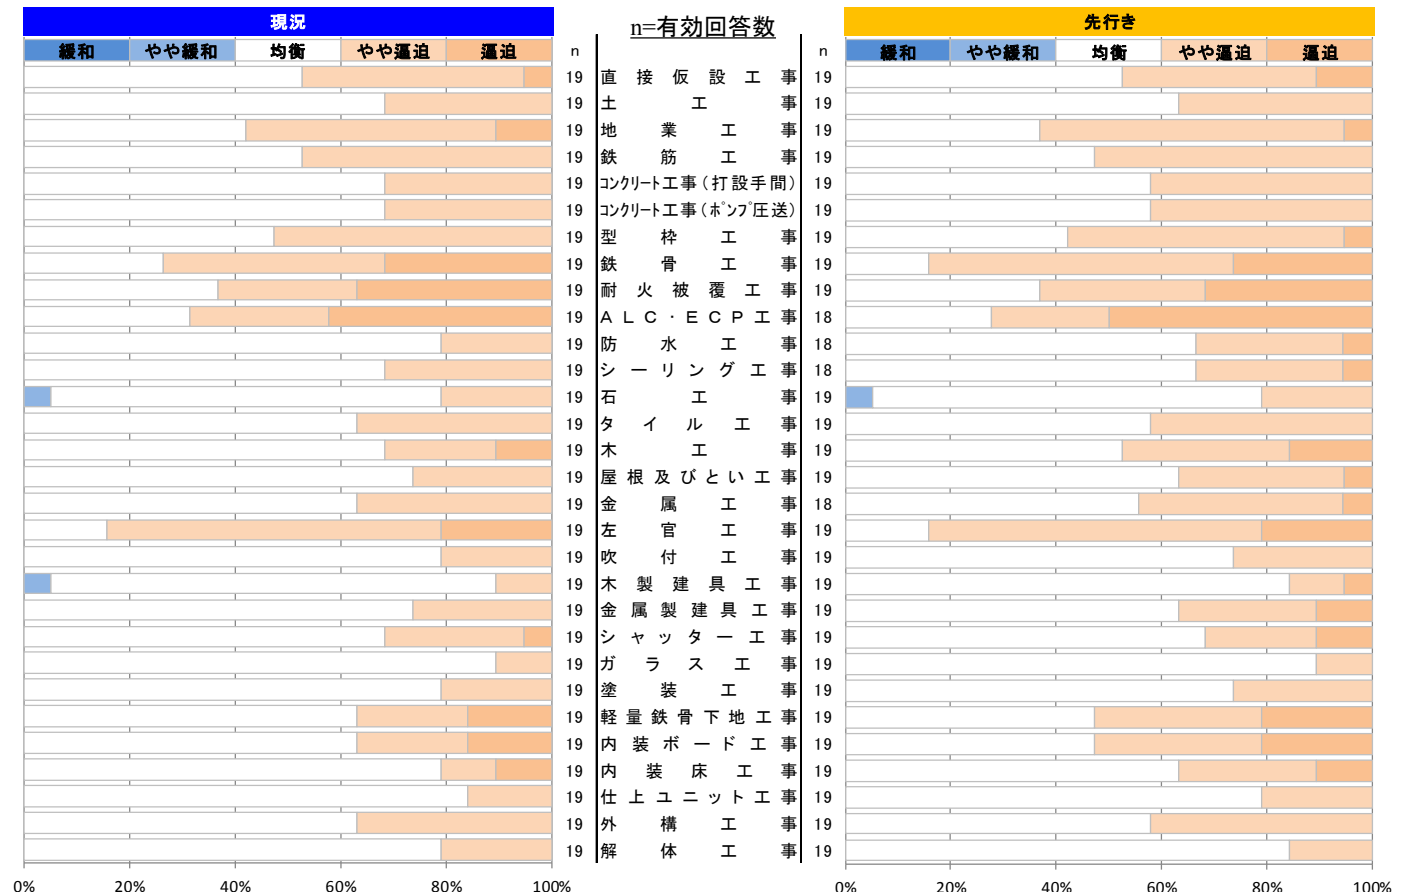 現況
n=有効回答数
先行き
緩和 やや緩和 均衡 やや逼迫 逼迫
n
n
緩和 やや緩和 均衡 やや逼迫 逼迫
19 直接仮設工事 19
19 土工事 19
19 地業工事 19
19 鉄筋工事 19
19 コンクリート工事(打設手間) 19
19 コンクリート工事(ポンプ圧送) 19
19 型枠工事 19
19 鉄骨工事 19
19 耐火被覆工事 19
19 ALC・ECP工事 18
19 防水工事 18
19 シーリング工事 18
19 石工事 19
19 タイル工事 19
19 木工事 19
19 屋根及びとい工事 19
19 金属工事 18
19 左官工事 19
19 吹付工事 19
19 木製建具工事 19
19 金属製建具工事 19
19 シャッター工事 19
19 ガラス工事 19
19 塗装工事 19
19 軽量鉄骨下地工事 19
19 内装ボード工事 19
19 内装床工事 19
19 仕上ユニット工事 19
19 外構工事 19
19 解体工事 19
0% 20% 40% 60% 80% 100%
0% 20% 40% 60% 80% 100%